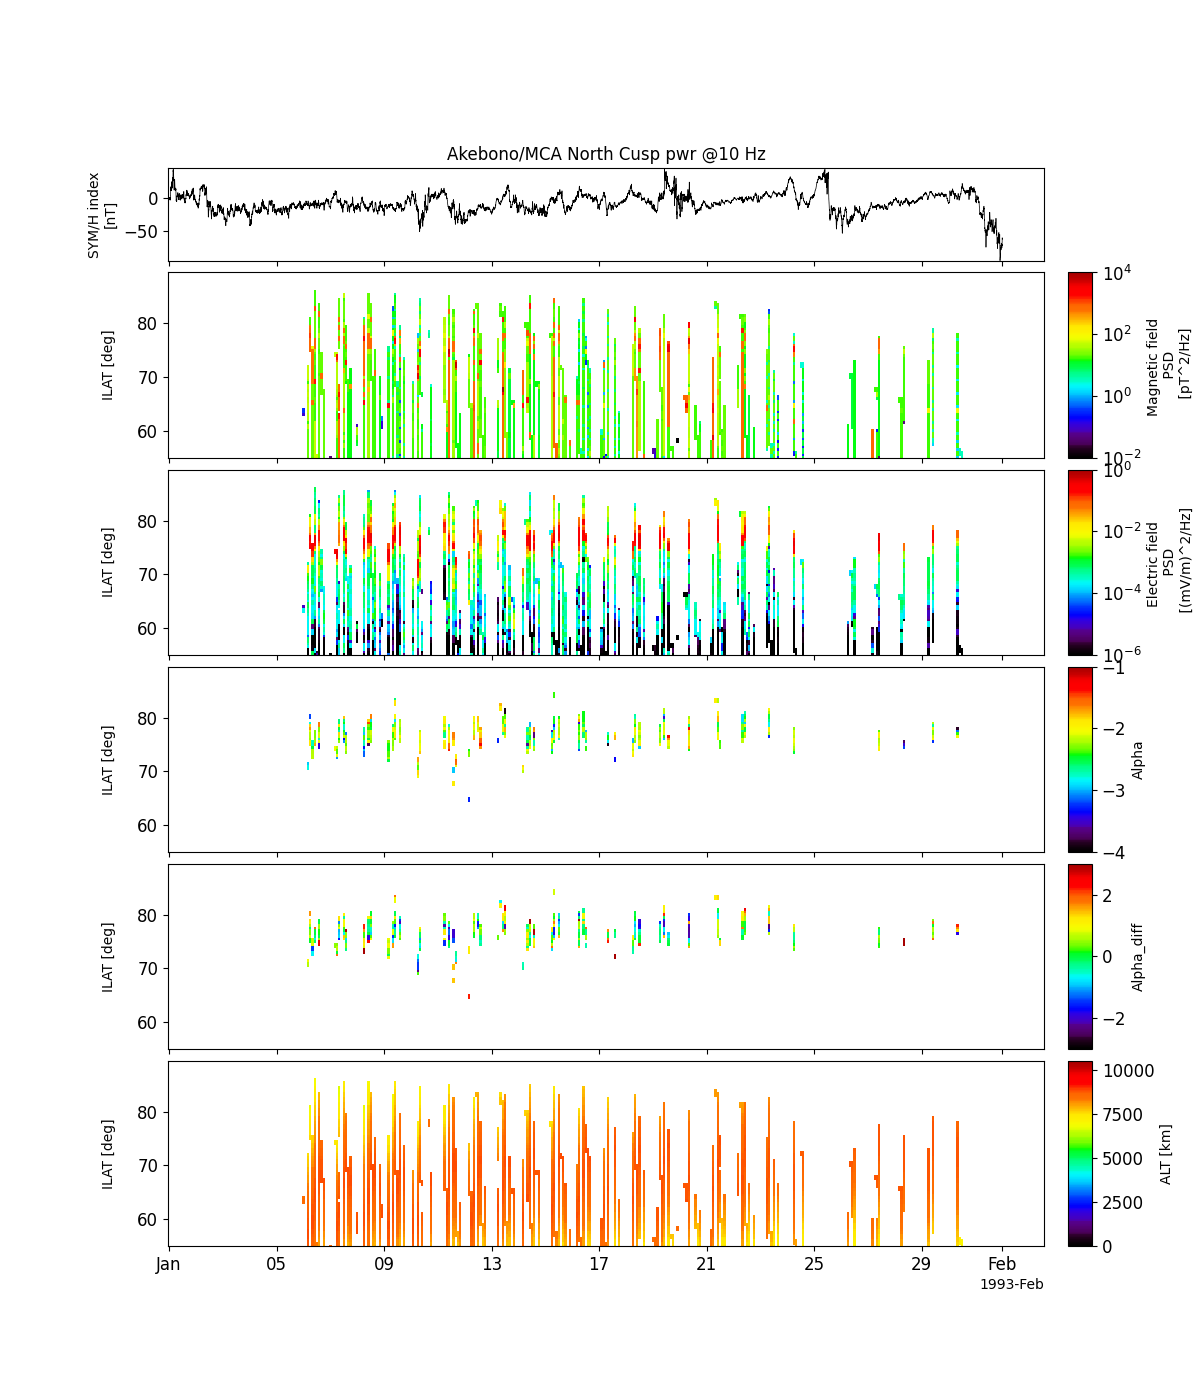 Akebono/MCA North Cusp pwr @10 Hz
SYM/H index
[nT]
0
−50
ILAT [deg]
80
70
60
10^4
10^2
10^0
10^−2
Magnetic field
PSD
[pT^2/Hz]
ILAT [deg]
80
70
60
10^0
10^−2
10^−4
10^−6
Electric field
PSD
[(mV/m)^2/Hz]
ILAT [deg]
80
70
60
−1
−2
−3
−4
Alpha
ILAT [deg]
80
70
60
2
0
−2
Alpha_diff
ILAT [deg]
80
70
60
10000
7500
5000
2500
0
ALT [km]
Jan 05 09 13 17 21 25 29 Feb
1993-Feb